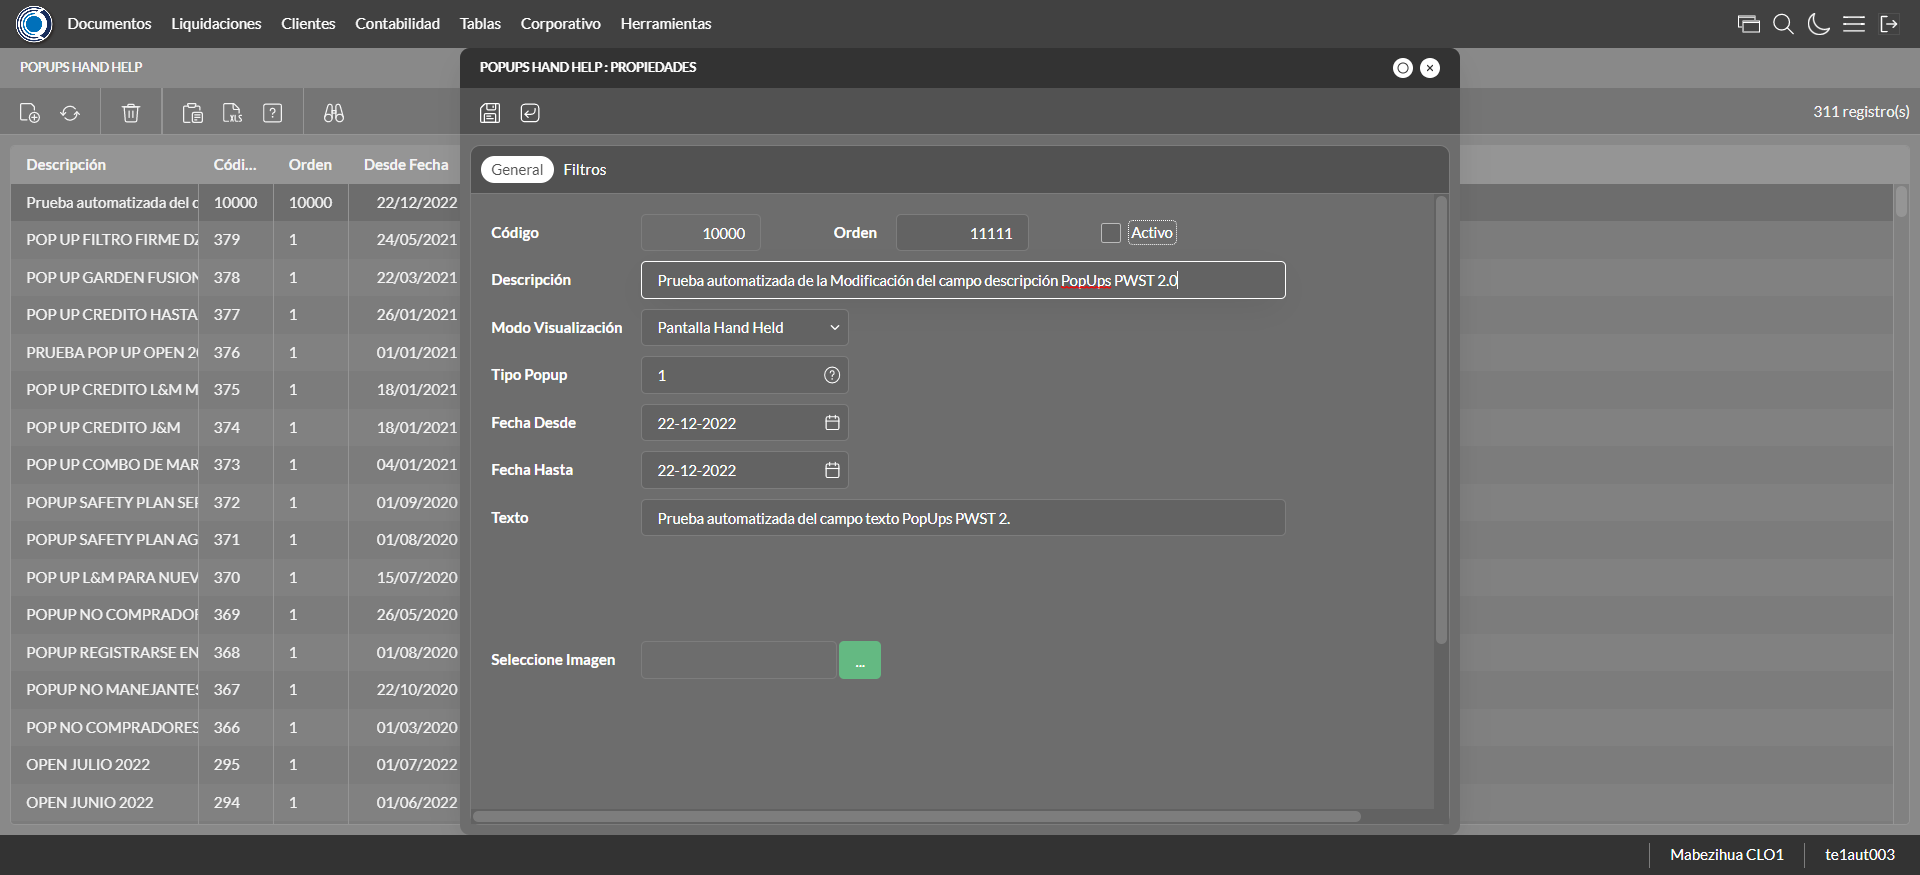 Documentos Liquidaciones Clientes Contabilidad Tablas Corporativo Herramientas
POPUPS HAND HELP
311 registro(s)
Descripción Códi... Orden Desde Fecha
Prueba automatizada del c 10000 10000 22/12/2022
POP UP FILTRO FIRME DZ 379 1 24/05/2021
POP UP GARDEN FUSION 378 1 22/03/2021
POP UP CREDITO HASTA 377 1 26/01/2021
PRUEBA POP UP OPEN 20 376 1 01/01/2021
POP UP CREDITO L&M M 375 1 18/01/2021
POP UP CREDITO J&M 374 1 18/01/2021
POP UP COMBO DE MAR 373 1 04/01/2021
POPUP SAFETY PLAN SER 372 1 01/09/2020
POPUP SAFETY PLAN AG 371 1 01/08/2020
POP UP L&M PARA NUEV 370 1 15/07/2020
POPUP NO COMPRADOR 369 1 26/05/2020
POPUP REGISTRARSE EN 368 1 01/08/2020
POPUP NO MANEJANTES 367 1 22/10/2020
POP NO COMPRADORES 366 1 01/03/2020
OPEN JULIO 2022 295 1 01/07/2022
OPEN JUNIO 2022 294 1 01/06/2022
POPUPS HAND HELP : PROPIEDADES
General Filtros
Código 10000 Orden 11111 Activo
Descripción Prueba automatizada de la Modificación del campo descripción PopUps PWST 2.0
Modo Visualización Pantalla Hand Held
Tipo Popup 1
Fecha Desde 22-12-2022
Fecha Hasta 22-12-2022
Texto Prueba automatizada del campo texto PopUps PWST 2.
Seleccione Imagen ...
Mabezihua CLO1 te1aut003